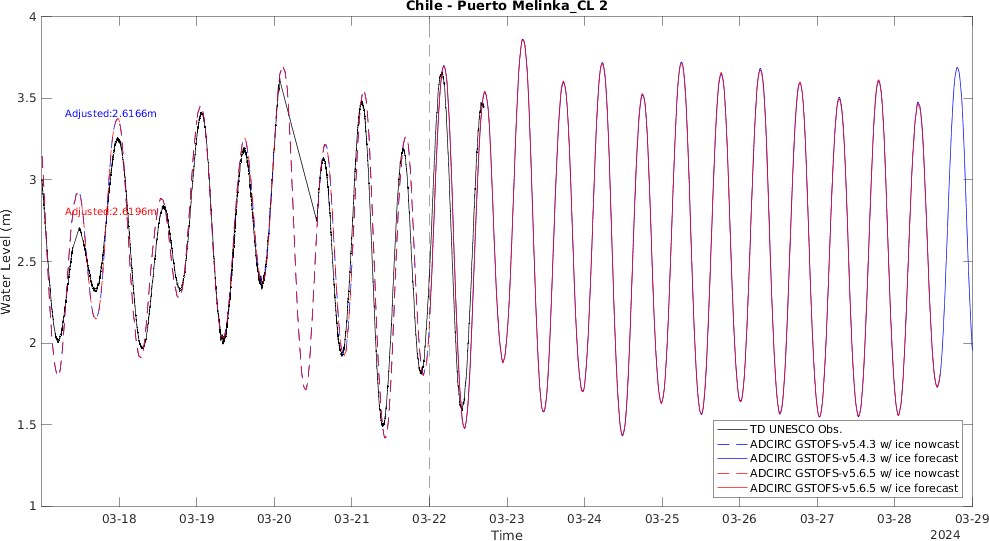 Chile - Puerto Melinka_CL 2
4
3.5
3
2.5
2
1.5
1
Water Level (m)
Adjusted:2.6166m
Adjusted:2.6196m
TD UNESCO Obs.
ADCIRC GSTOFS-v5.4.3 w/ ice nowcast
ADCIRC GSTOFS-v5.4.3 w/ ice forecast
ADCIRC GSTOFS-v5.6.5 w/ ice nowcast
ADCIRC GSTOFS-v5.6.5 w/ ice forecast
03-18 03-19 03-20 03-21 03-22 03-23 03-24 03-25 03-26 03-27 03-28 03-29
Time
2024